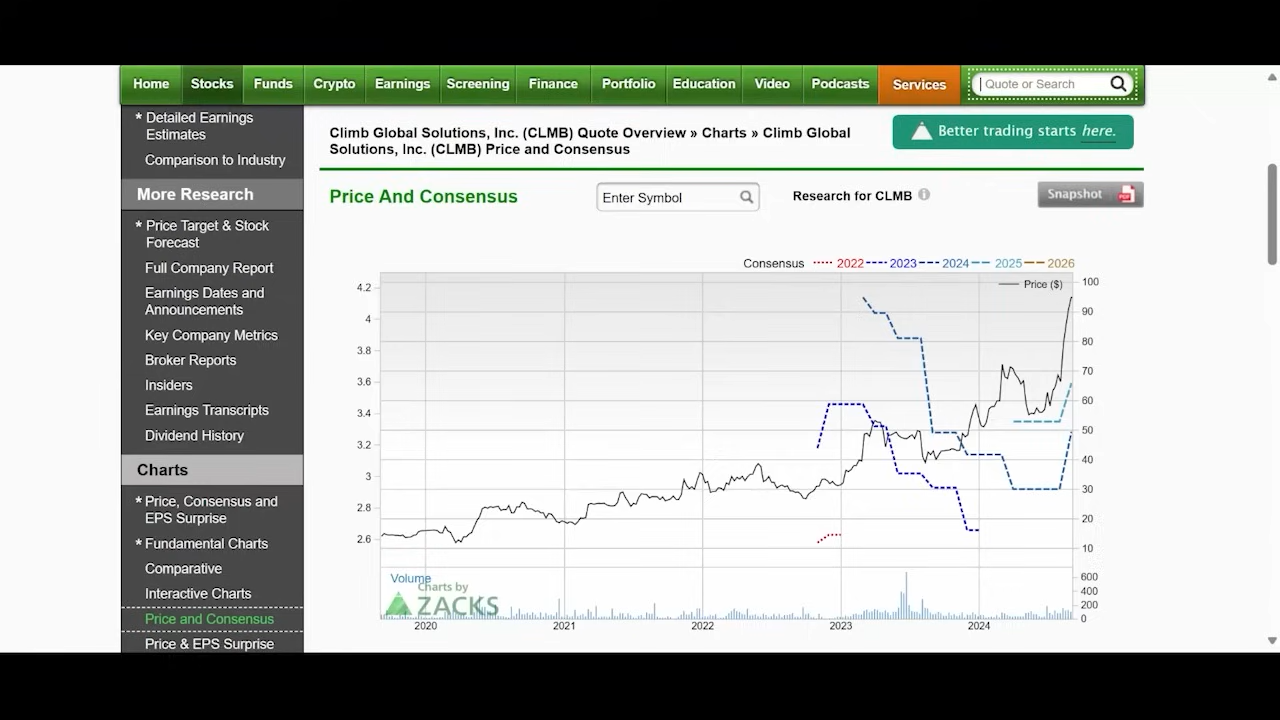 Home Stocks Funds Crypto Earnings Screening Finance Portfolio Education Video Podcasts Services Quote or Search
* Detailed Earnings
Estimates
Comparison to Industry
More Research
* Price Target & Stock
Forecast
Full Company Report
Earnings Dates and
Announcements
Key Company Metrics
Broker Reports
Insiders
Earnings Transcripts
Dividend History
Charts
* Price, Consensus and
EPS Surprise
* Fundamental Charts
Comparative
Interactive Charts
Price and Consensus
Price & EPS Surprise
Climb Global Solutions, Inc. (CLMB) Quote Overview » Charts » Climb Global
Solutions, Inc. (CLMB) Price and Consensus
Better trading starts here.
Price And Consensus
Enter Symbol
Research for CLMB
Snapshot
PDF
Consensus 2022 2023 2024 2025 2026
Price ($)
4.2
4
3.8
3.6
3.4
3.2
3
2.8
2.6
100
90
80
70
60
50
40
30
20
10
Volume
Charts by
ZACKS
600
400
200
0
2020 2021 2022 2023 2024